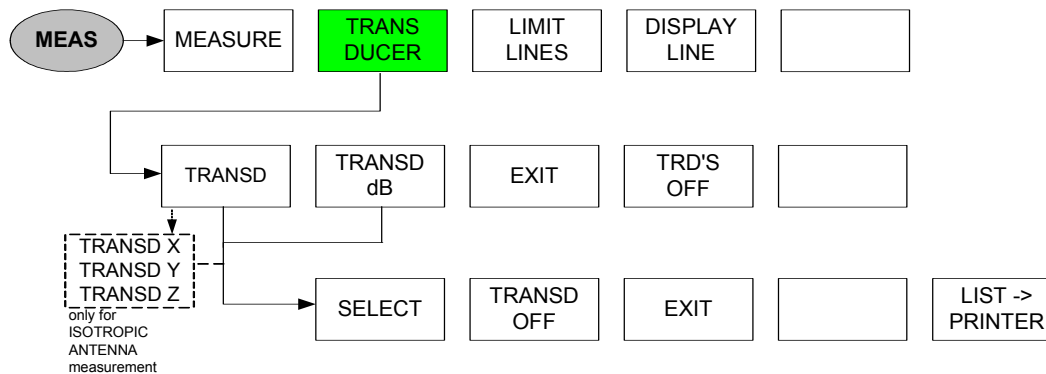 MEAS
MEASURE
TRANS
DUCER
LIMIT
LINES
DISPLAY
LINE
TRANSD
TRANSD
dB
EXIT
TRD'S
OFF
TRANSD X
TRANSD Y
TRANSD Z
only for
ISOTROPIC
ANTENNA
measurement
SELECT
TRANSD
OFF
EXIT
LIST ->
PRINTER